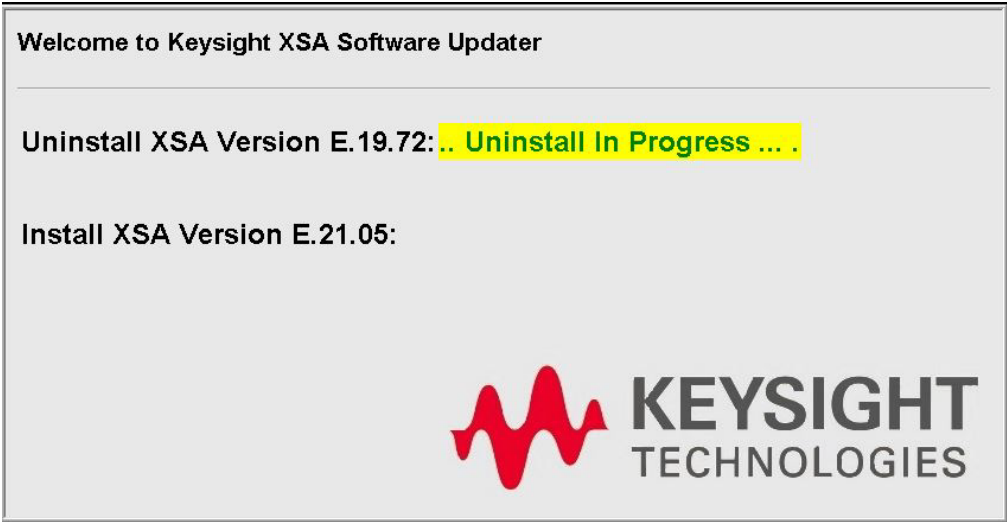 Welcome to Keysight XSA Software Updater
Uninstall XSA Version E.19.72: .. Uninstall In Progress ... .
Install XSA Version E.21.05:
KEYSIGHT
TECHNOLOGIES